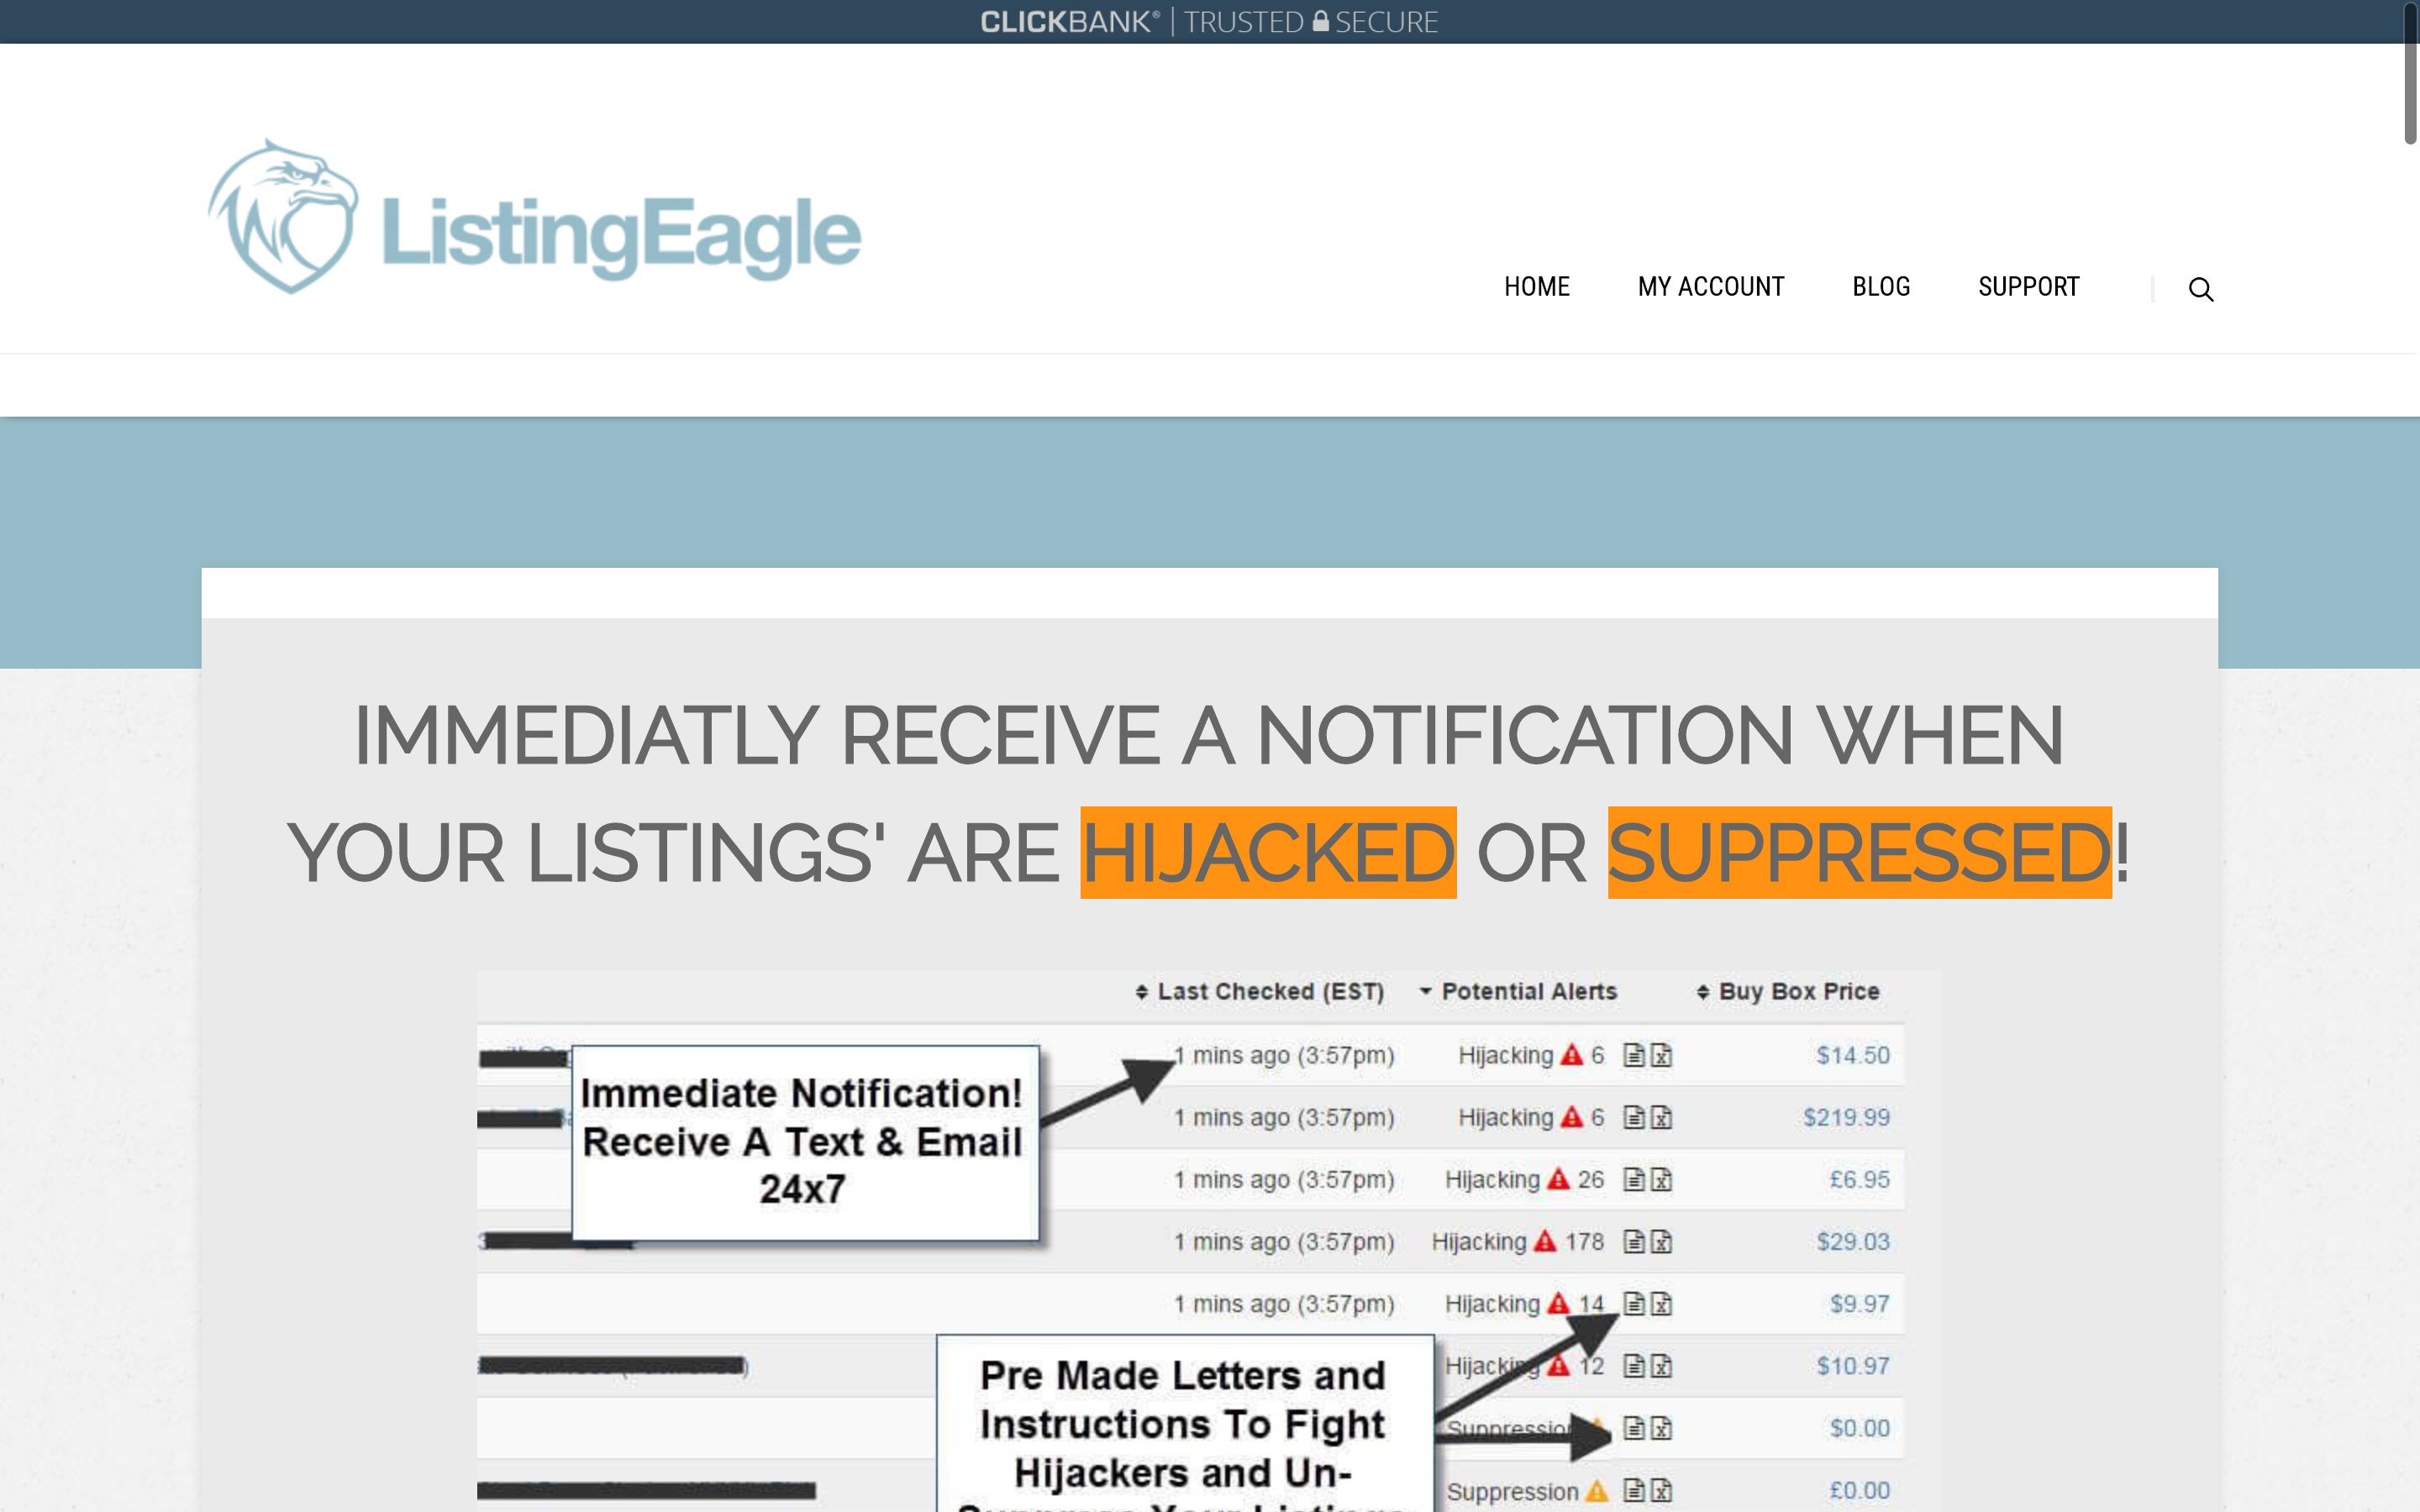 CLICKBANK® | TRUSTED SECURE
ListingEagle
HOME MY ACCOUNT BLOG SUPPORT
IMMEDIATLY RECEIVE A NOTIFICATION WHEN
YOUR LISTINGS' ARE HIJACKED OR SUPPRESSED!
Last Checked (EST) Potential Alerts Buy Box Price
1 mins ago (3:57pm) Hijacking 6 $14.50
Immediate Notification!
Receive A Text & Email
24x7
1 mins ago (3:57pm) Hijacking 6 $219.99
1 mins ago (3:57pm) Hijacking 26 £6.95
1 mins ago (3:57pm) Hijacking 178 $29.03
1 mins ago (3:57pm) Hijacking 14 $9.97
Pre Made Letters and
Instructions To Fight
Hijackers and Un-
Hijacking 12 $10.97
Suppression $0.00
Suppression £0.00